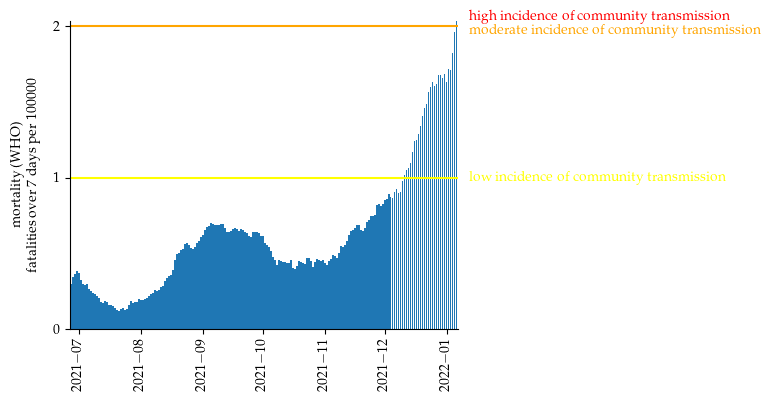 high incidence of community transmission
2
moderate incidence of community transmission
mortality (WHO)
fatalities over 7 days per 100000
1
low incidence of community transmission
0
2021−07
2021−08
2021−09
2021−10
2021−11
2021−12
2022−01